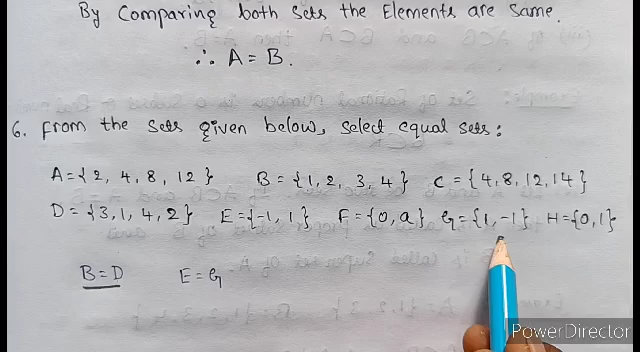 By Comparing both sets the Elements are same.
∴ A = B.
6. From the sets given below, select equal sets :
A = { 2, 4, 8, 12 } B = { 1, 2, 3, 4 } C = { 4, 8, 12, 14 }
D = { 3, 1, 4, 2 } E = { -1, 1 } F = { 0, a } G = { 1, -1 } H = { 0, 1 }
B = D E = G
PowerDirector